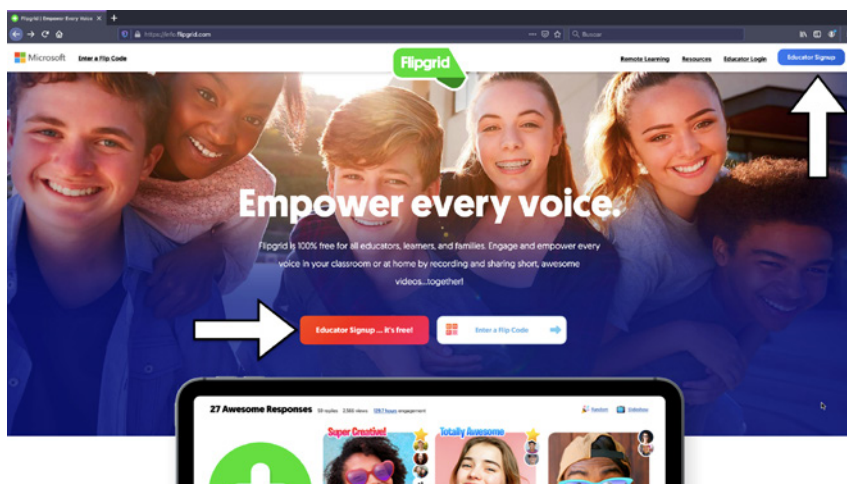 Flipgrid | Empower Every Voice
https://info.flipgrid.com
Buscar
Microsoft
Enter a Flip Code
Flipgrid
Remote Learning
Resources
Educator Login
Educator Signup
Empower every voice.
Flipgrid is 100% free for all educators, learners, and families. Engage and empower every
voice in your classroom or at home by recording and sharing short, awesome
videos...together!
Educator Signup ... it's free!
Enter a Flip Code
27 Awesome Responses
engagement
Random
Slideshow
Super Creative!
Totally Awesome